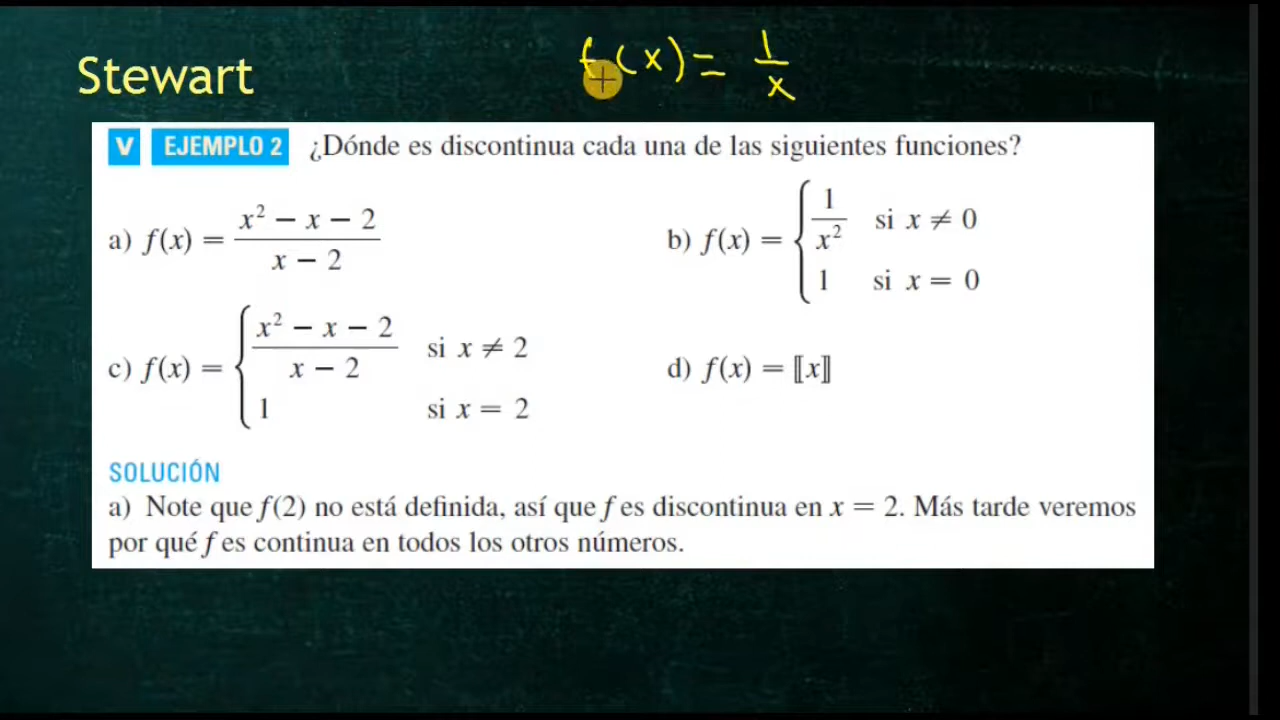 Stewart
f(x) = 1/x
V EJEMPLO 2 ¿Dónde es discontinua cada una de las siguientes funciones?
a) f(x) = (x² − x − 2)/(x − 2)
b) f(x) = { 1/x² si x ≠ 0
1 si x = 0
c) f(x) = { (x² − x − 2)/(x − 2) si x ≠ 2
1 si x = 2
d) f(x) = ⟦x⟧
SOLUCIÓN
a) Note que f(2) no está definida, así que f es discontinua en x = 2. Más tarde veremos
por qué f es continua en todos los otros números.